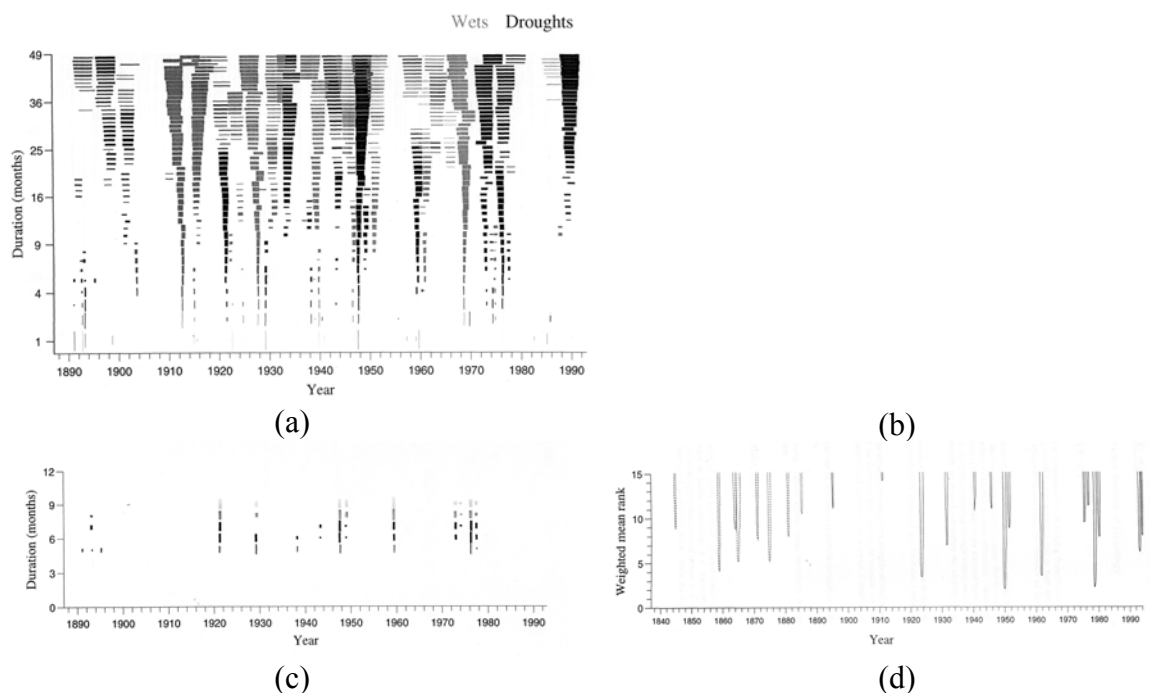 Wets Droughts
49
36
25
16
9
4
1
Duration (months)
1890 1900 1910 1920 1930 1940 1950 1960 1970 1980 1990
Year
(a)
(b)
12
9
6
3
0
Duration (months)
1890 1900 1910 1920 1930 1940 1950 1960 1970 1980 1990
Year
(c)
15
10
5
0
Weighted mean rank
1840 1850 1860 1870 1880 1890 1900 1910 1920 1930 1940 1950 1960 1970 1980 1990
Year
(d)